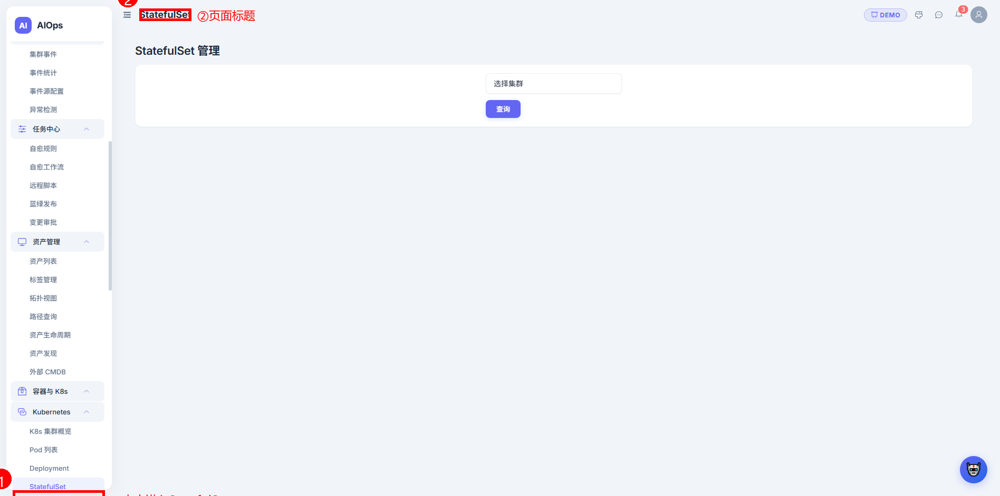 2
StatefulSet
②页面标题
DEMO
3
AI
AIOps
集群事件
事件统计
事件源配置
异常检测
任务中心
自愈规则
自愈工作流
远程脚本
蓝绿发布
变更审批
资产管理
资产列表
标签管理
拓扑视图
路径查询
资产生命周期
资产发现
外部 CMDB
容器与 K8s
Kubernetes
K8s 集群概览
Pod 列表
Deployment
1
StatefulSet
StatefulSet 管理
选择集群
查询